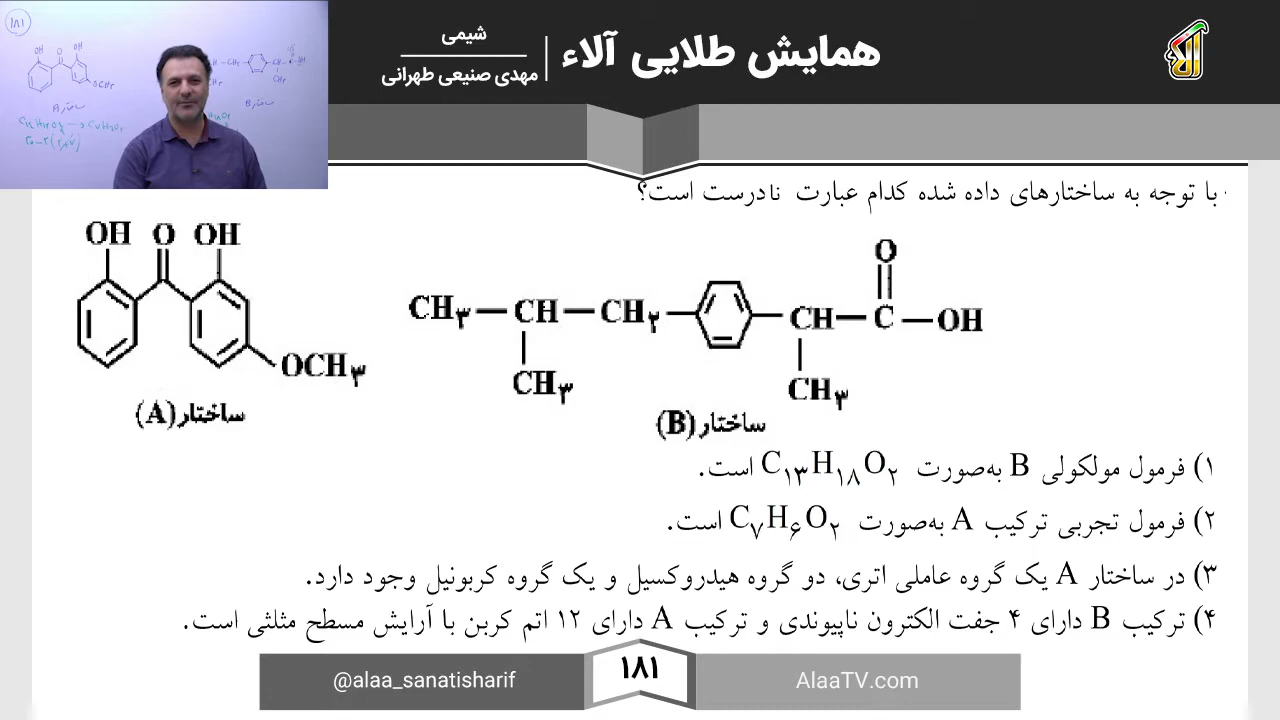 همایش طلایی آلاء
شیمی
مهدی صنیعی طهرانی
۱۸۱
با توجه به ساختارهای داده شده کدام عبارت نادرست است؟
OH O OH
OCH۳
ساختار(A)
O
CH۳—CH—CH۲ CH—C—OH
CH۳ CH۳
ساختار(B)
۱) فرمول مولکولی B به‌صورت C۱۳H۱۸O۲ است.
۲) فرمول تجربی ترکیب A به‌صورت C۷H۶O۲ است.
۳) در ساختار A یک گروه عاملی اتری، دو گروه هیدروکسیل و یک گروه کربونیل وجود دارد.
۴) ترکیب B دارای ۴ جفت الکترون ناپیوندی و ترکیب A دارای ۱۲ اتم کربن با آرایش مسطح مثلثی است.
@alaa_sanatisharif
۱۸۱
AlaaTV.com